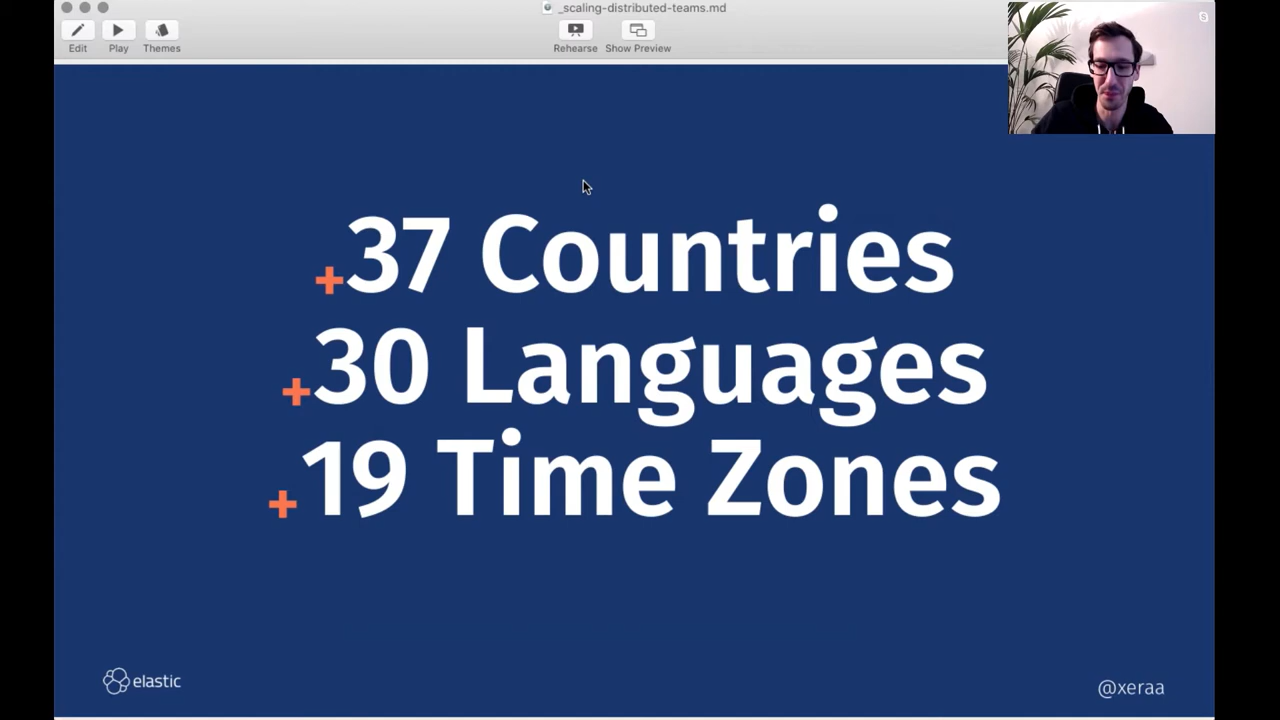 _scaling-distributed-teams.md
Edit Play Themes Rehearse Show Preview
+37 Countries
+30 Languages
+19 Time Zones
elastic @xeraa